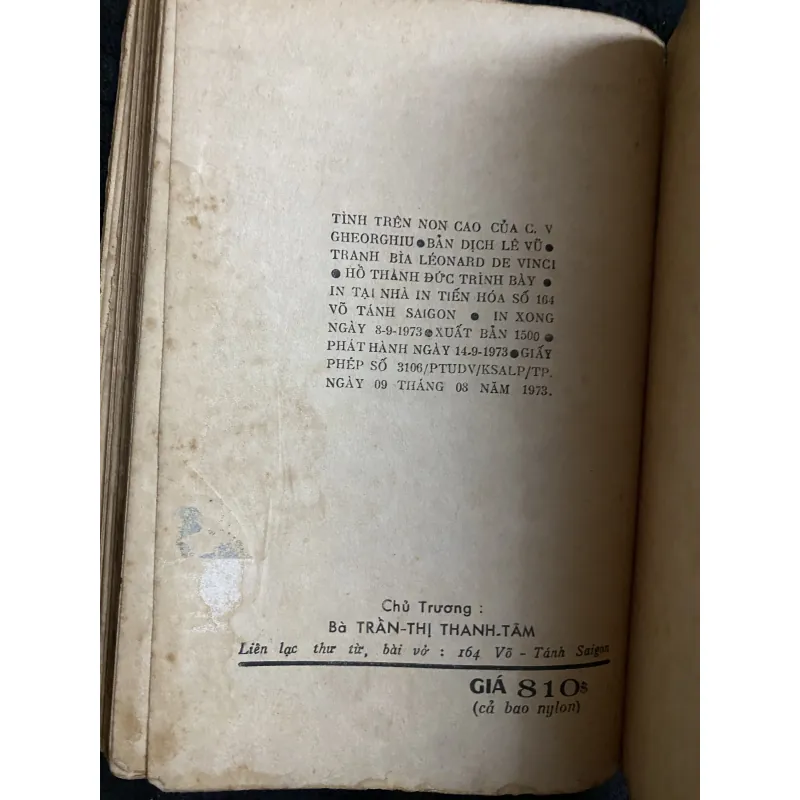 TÌNH TRÊN NON CAO CỦA C. V
GHEORGHIU●BẢN DỊCH LÊ VŨ●
TRANH BÌA LÉONARD DE VINCI
● HỒ THÀNH ĐỨC TRÌNH BÀY ●
IN TẠI NHÀ IN TIẾN HÓA SỐ 164
VÕ TÁNH SAIGON ● IN XONG
NGÀY 8-9-1973●XUẤT BẢN 1500●
PHÁT HÀNH NGÀY 14-9-1973●GIẤY
PHÉP SỐ 3106/PTUDV/KSALP/TP.
NGÀY 09 THÁNG 08 NĂM 1973.
Chủ Trương :
Bà TRẦN-THỊ THANH-TÂM
Liên lạc thư từ, bài vở : 164 Võ - Tánh Saigon
GIÁ 810$
(cả bao nylon)